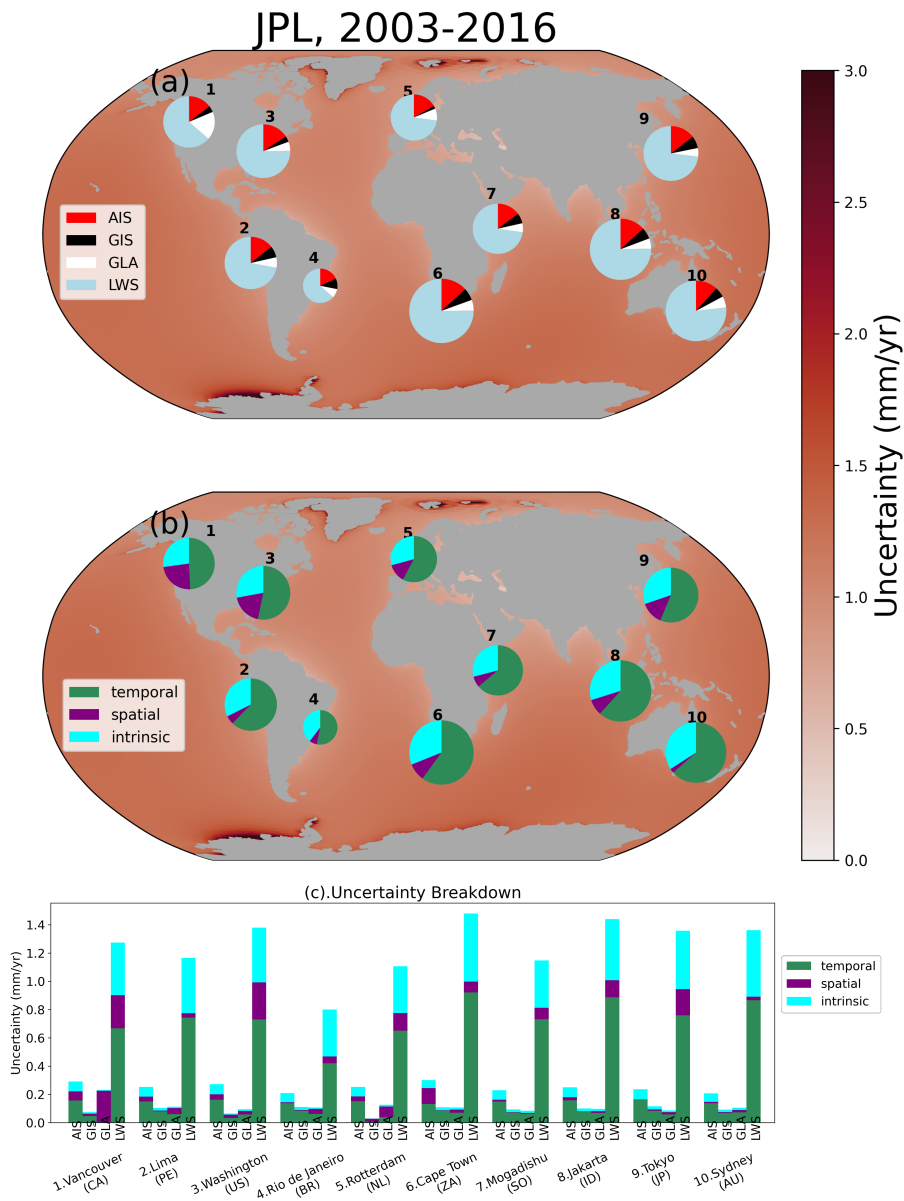 JPL, 2003-2016
(a)
1
2
3
4
5
6
7
8
9
10
AIS
GIS
GLA
LWS
(b)
1
2
3
4
5
6
7
8
9
10
temporal
spatial
intrinsic
3.0
2.5
2.0
1.5
1.0
0.5
0.0
Uncertainty (mm/yr)
(c).Uncertainty Breakdown
Uncertainty (mm/yr)
1.4
1.2
1.0
0.8
0.6
0.4
0.2
0.0
temporal
spatial
intrinsic
AIS GIS GLA LWS AIS GIS GLA LWS AIS GIS GLA LWS AIS GIS GLA LWS AIS GIS GLA LWS AIS GIS GLA LWS AIS GIS GLA LWS AIS GIS GLA LWS AIS GIS GLA LWS AIS GIS GLA LWS
1.Vancouver
(CA)
2.Lima
(PE)
3.Washington
(US)
4.Rio de Janeiro
(BR)
5.Rotterdam
(NL)
6.Cape Town
(ZA)
7.Mogadishu
(SO)
8.Jakarta
(ID)
9.Tokyo
(JP)
10.Sydney
(AU)